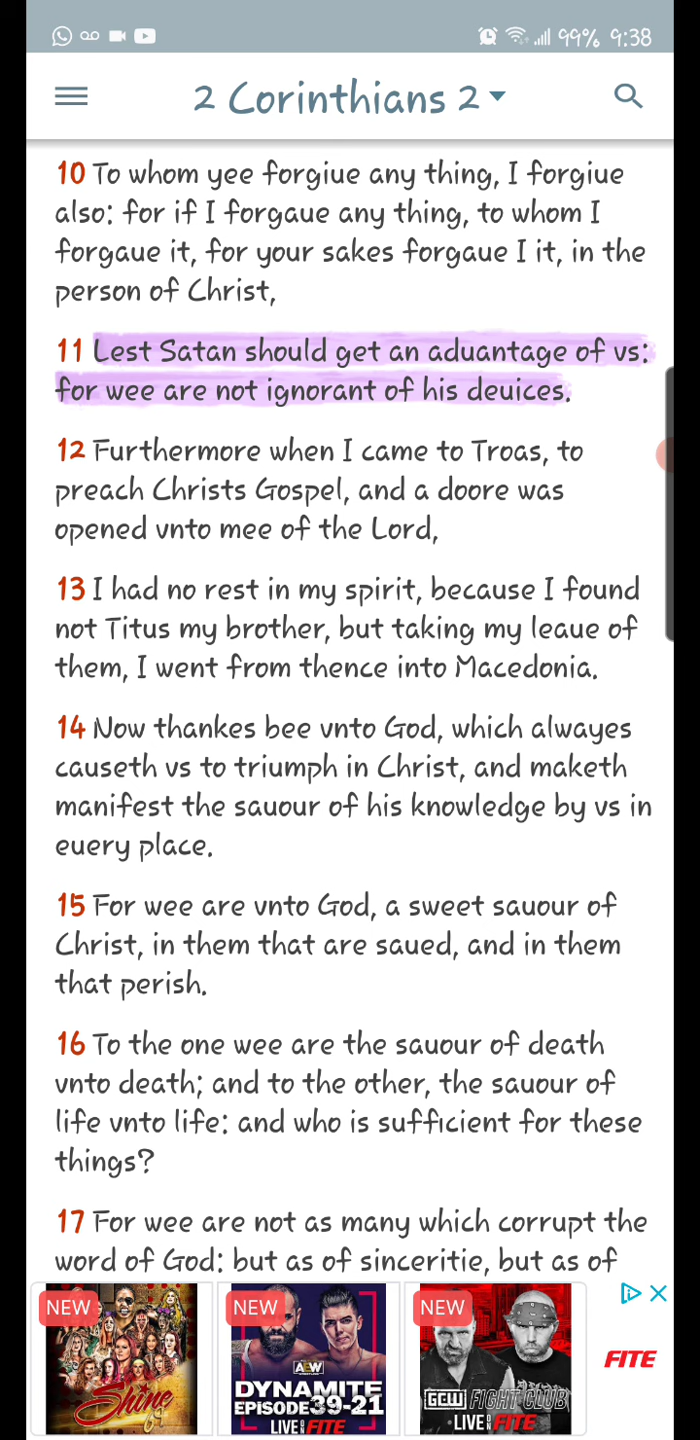 99% 9:38
2 Corinthians 2
10 To whom yee forgiue any thing, I forgiue
also: for if I forgaue any thing, to whom I
forgaue it, for your sakes forgaue I it, in the
person of Christ,
11 Lest Satan should get an aduantage of vs:
for wee are not ignorant of his deuices.
12 Furthermore when I came to Troas, to
preach Christs Gospel, and a doore was
opened vnto mee of the Lord,
13 I had no rest in my spirit, because I found
not Titus my brother, but taking my leaue of
them, I went from thence into Macedonia.
14 Now thankes bee vnto God, which alwayes
causeth vs to triumph in Christ, and maketh
manifest the sauour of his knowledge by vs in
euery place.
15 For wee are vnto God, a sweet sauour of
Christ, in them that are saued, and in them
that perish.
16 To the one wee are the sauour of death
vnto death; and to the other, the sauour of
life vnto life: and who is sufficient for these
things?
17 For wee are not as many which corrupt the
word of God: but as of sinceritie, but as of
NEW
Shine
NEW
AEW
DYNAMITE
EPISODE 39-21
LIVE ON FITE
NEW
GCW FIGHT CLUB
LIVE ON FITE
FITE